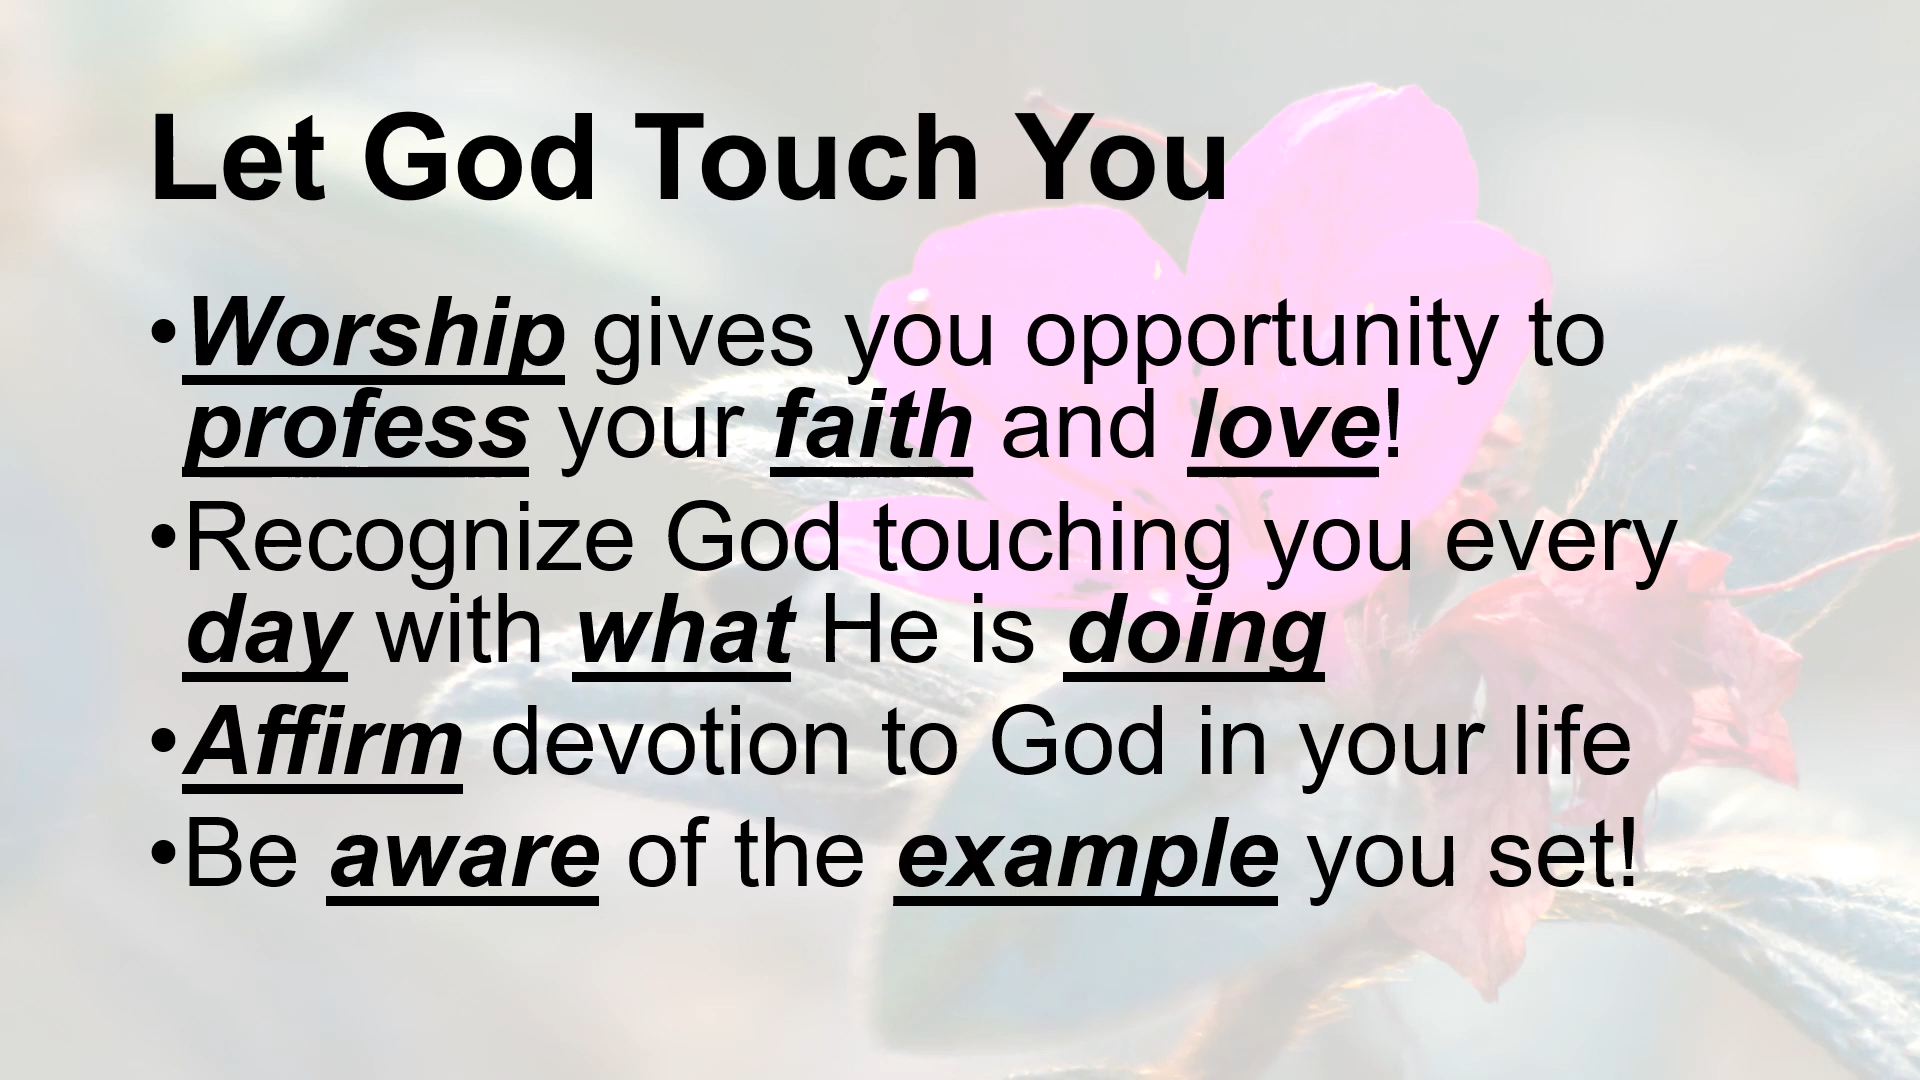 Let God Touch You
•Worship gives you opportunity to
profess your faith and love!
•Recognize God touching you every
day with what He is doing
•Affirm devotion to God in your life
•Be aware of the example you set!